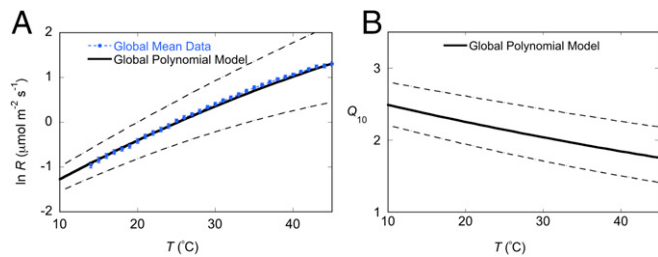 A
2
1
0
-1
-2
ln R (μmol m⁻² s⁻¹)
Global Mean Data
Global Polynomial Model
10
20
30
40
T (°C)
B
3
2
1
Q₁₀
Global Polynomial Model
10
20
30
40
T (°C)